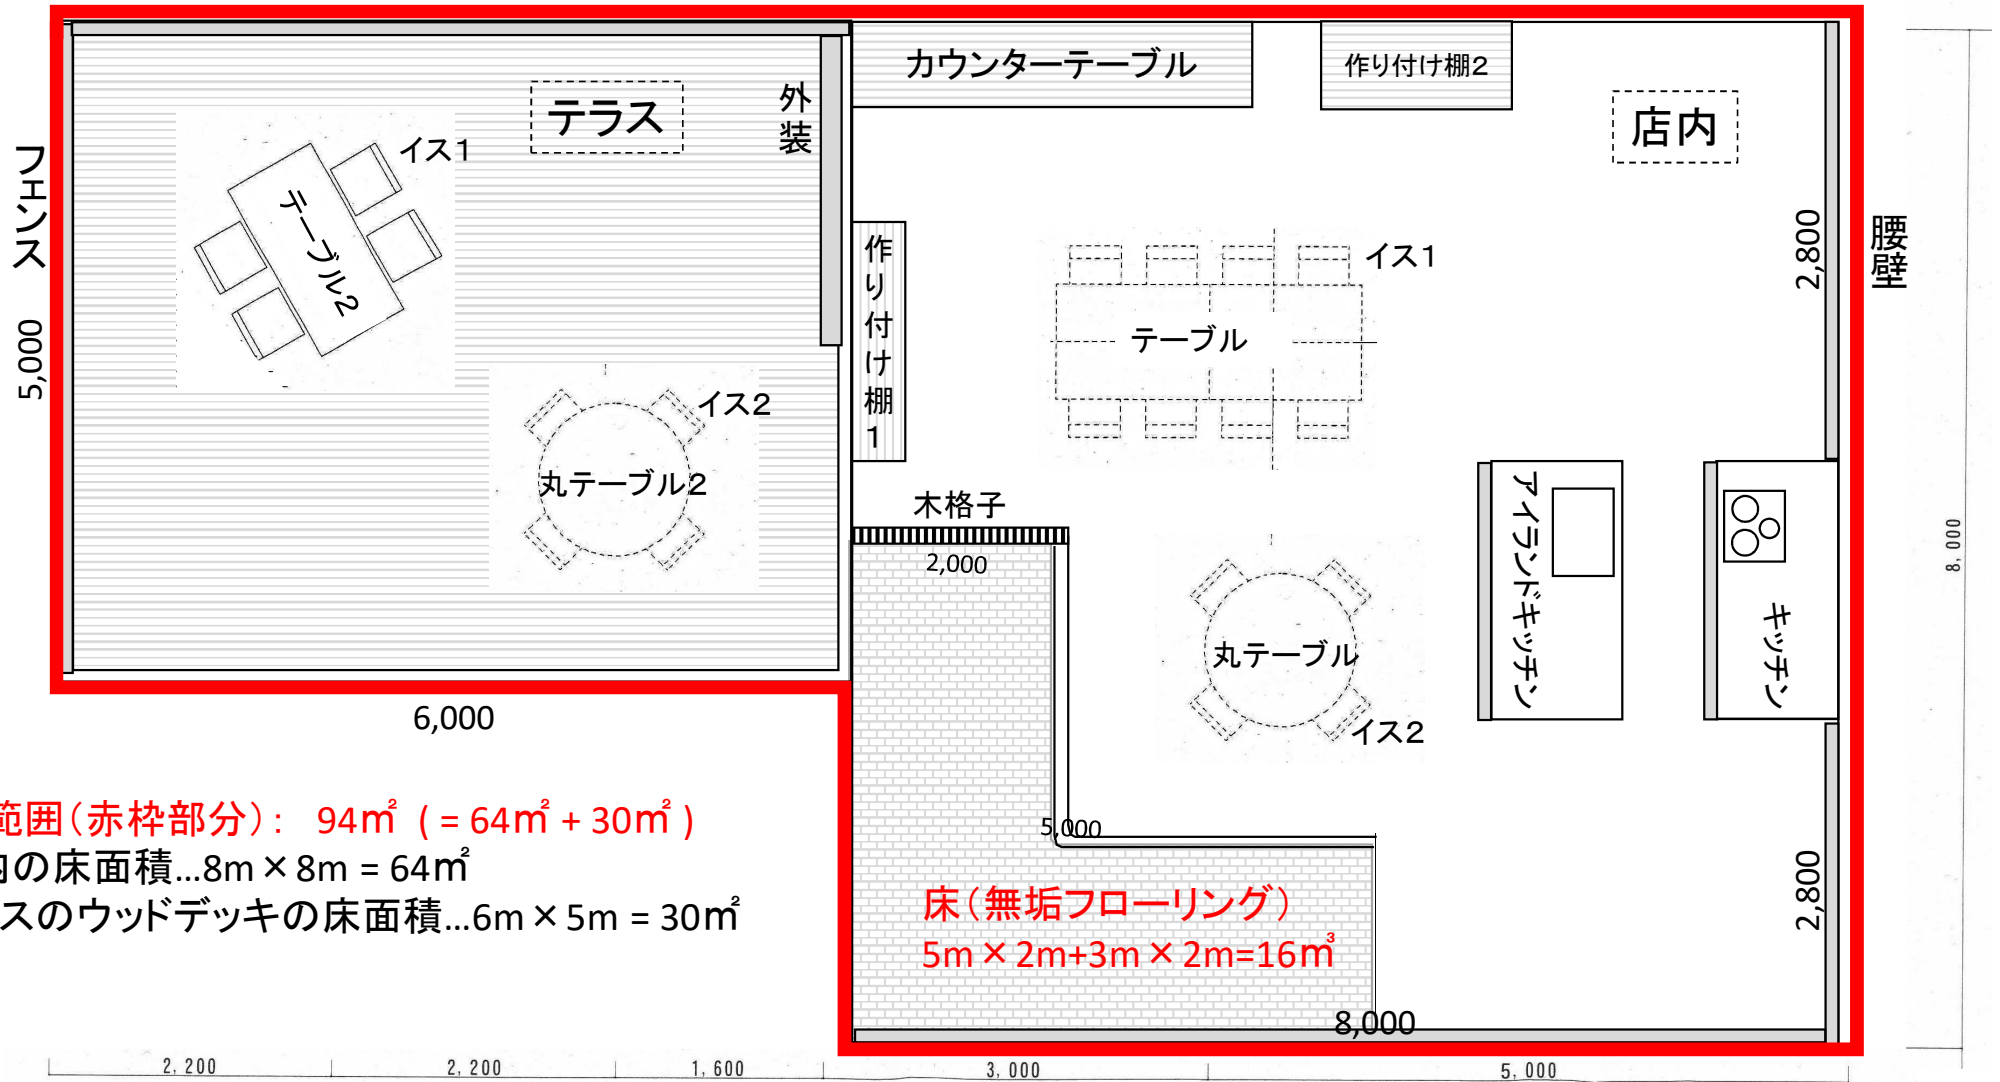 カウンターテーブル
作り付け棚2
外装
テラス
店内
イス1
フェンス
テーブル2
腰壁
2,800
作り付け棚1
イス1
テーブル
5,000
イス2
丸テーブル2
アイランドキッチン
木格子
8,000
2,000
キッチン
丸テーブル
6,000
イス2
範囲(赤枠部分): 94㎡ ( = 64㎡ + 30㎡ )
5,000
の床面積…8m×8m = 64㎡
2,800
床(無垢フローリング)
スのウッドデッキの床面積…6m×5m = 30㎡
5m×2m+3m×2m=16㎥
8,000
2,200
2,200
1,600
3,000
5,000